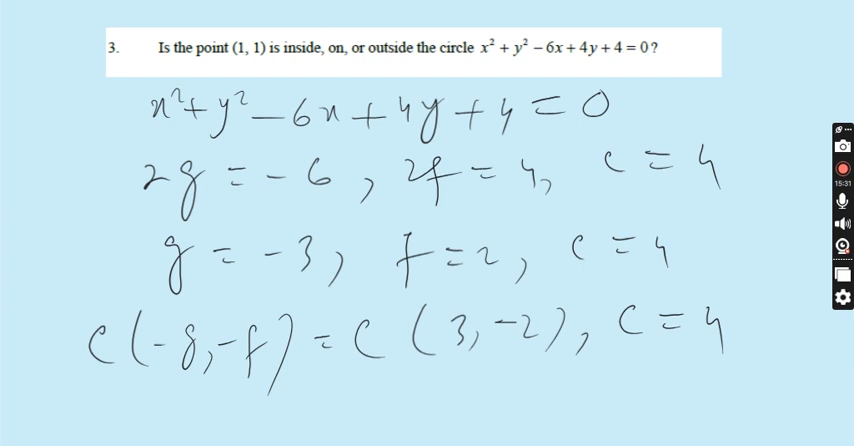 3. Is the point (1, 1) is inside, on, or outside the circle x² + y² − 6x + 4y + 4 = 0?
x² + y² − 6x + 4y + 4 = 0
2g = −6, 2f = 4, c = 4
g = −3, f = 2, c = 4
C(−g, −f) = C(3, −2), c = 4
15:31